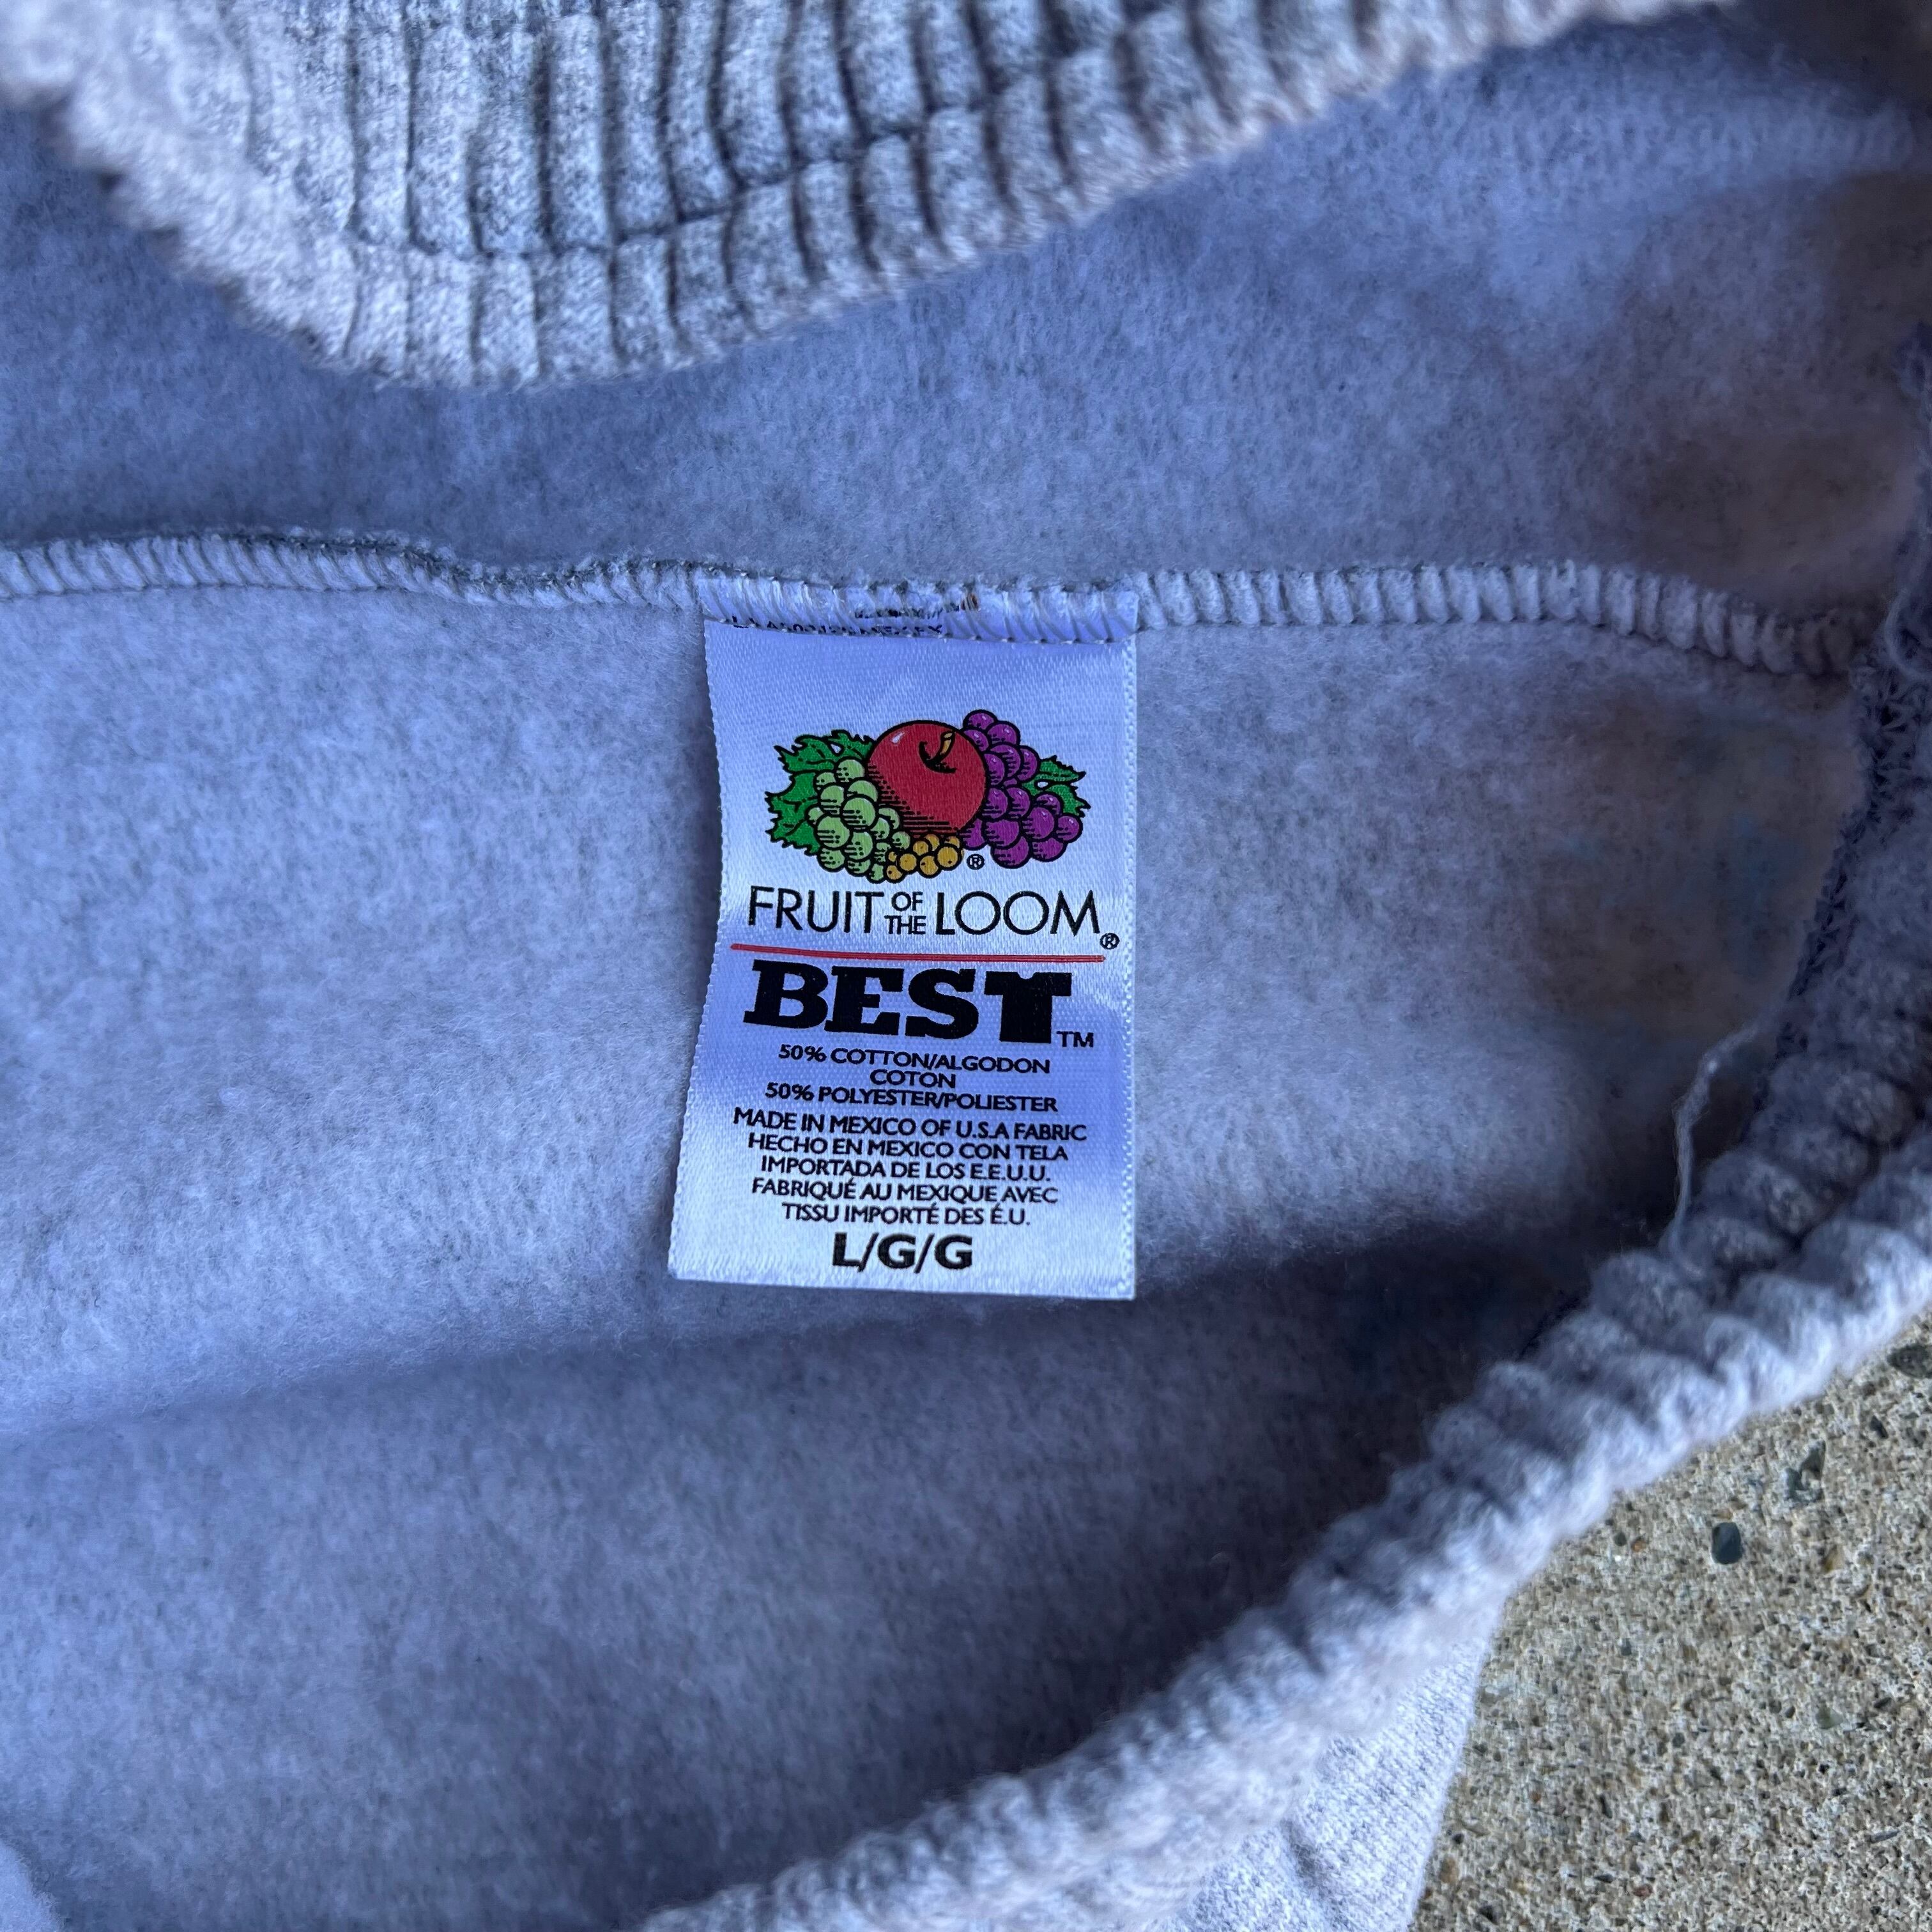 FRUIT OF THE LOOM®
BEST™
50% COTTON/ALGODON
COTON
50% POLYESTER/POLIESTER
MADE IN MEXICO OF U.S.A FABRIC
HECHO EN MEXICO CON TELA
IMPORTADA DE LOS E.E.U.U.
FABRIQUÉ AU MEXIQUE AVEC
TISSU IMPORTÉ DES É.U.
L/G/G